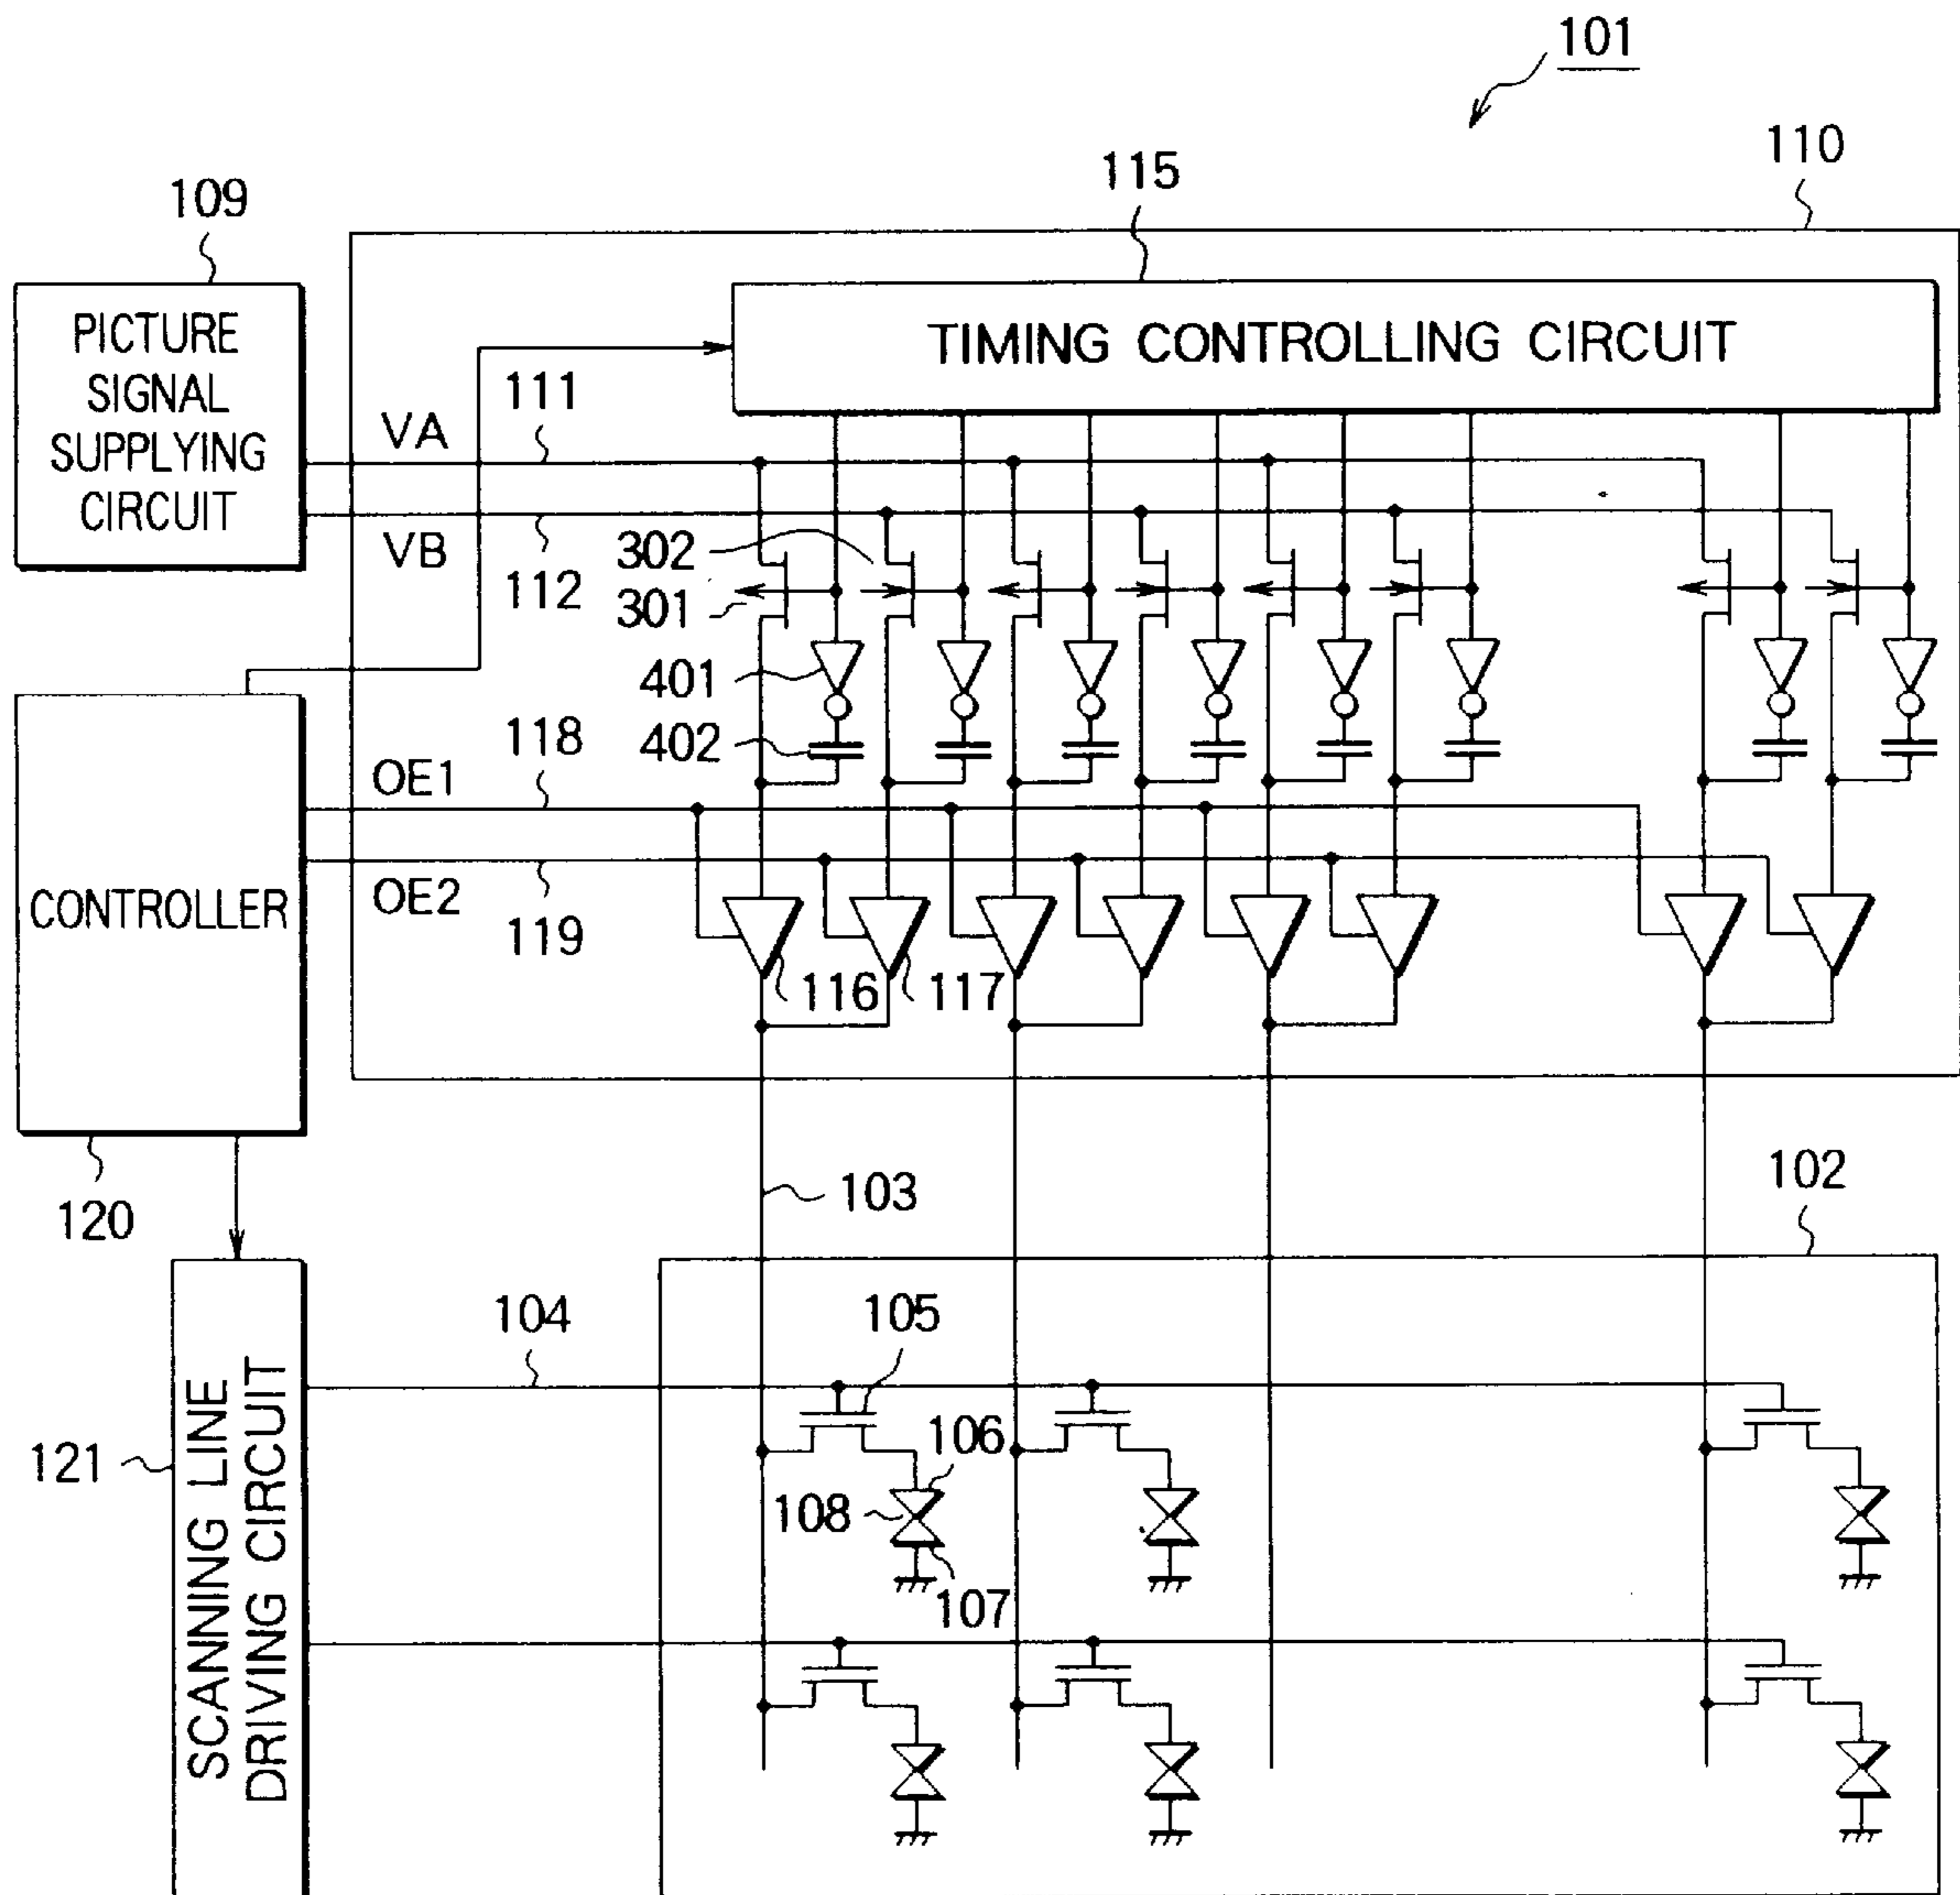 101
110
115
109
PICTURE
SIGNAL
SUPPLYING
CIRCUIT
TIMING CONTROLLING CIRCUIT
111
VA
VB
112
302
301
401
402
118
OE1
CONTROLLER
OE2
119
116
117
120
103
102
104
105
121
SCANNING LINE
DRIVING CIRCUIT
106
108
107